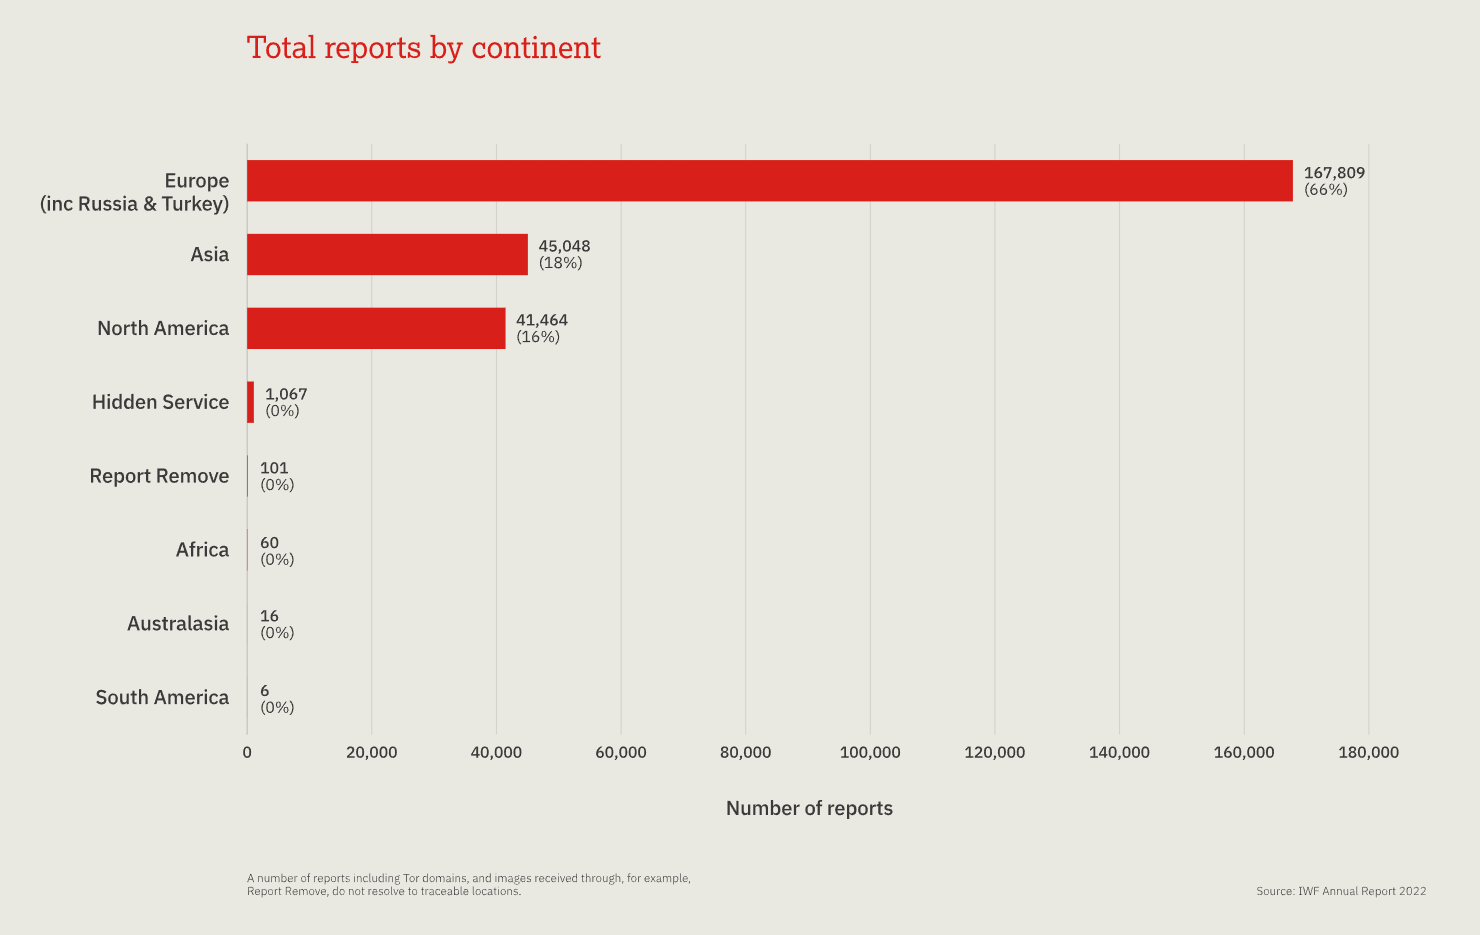 Total reports by continent
Europe
(inc Russia & Turkey)
167,809
(66%)
Asia
45,048
(18%)
North America
41,464
(16%)
Hidden Service
1,067
(0%)
Report Remove
101
(0%)
Africa
60
(0%)
Australasia
16
(0%)
South America
6
(0%)
0 20,000 40,000 60,000 80,000 100,000 120,000 140,000 160,000 180,000
Number of reports
A number of reports including Tor domains, and images received through, for example,
Report Remove, do not resolve to traceable locations.
Source: IWF Annual Report 2022